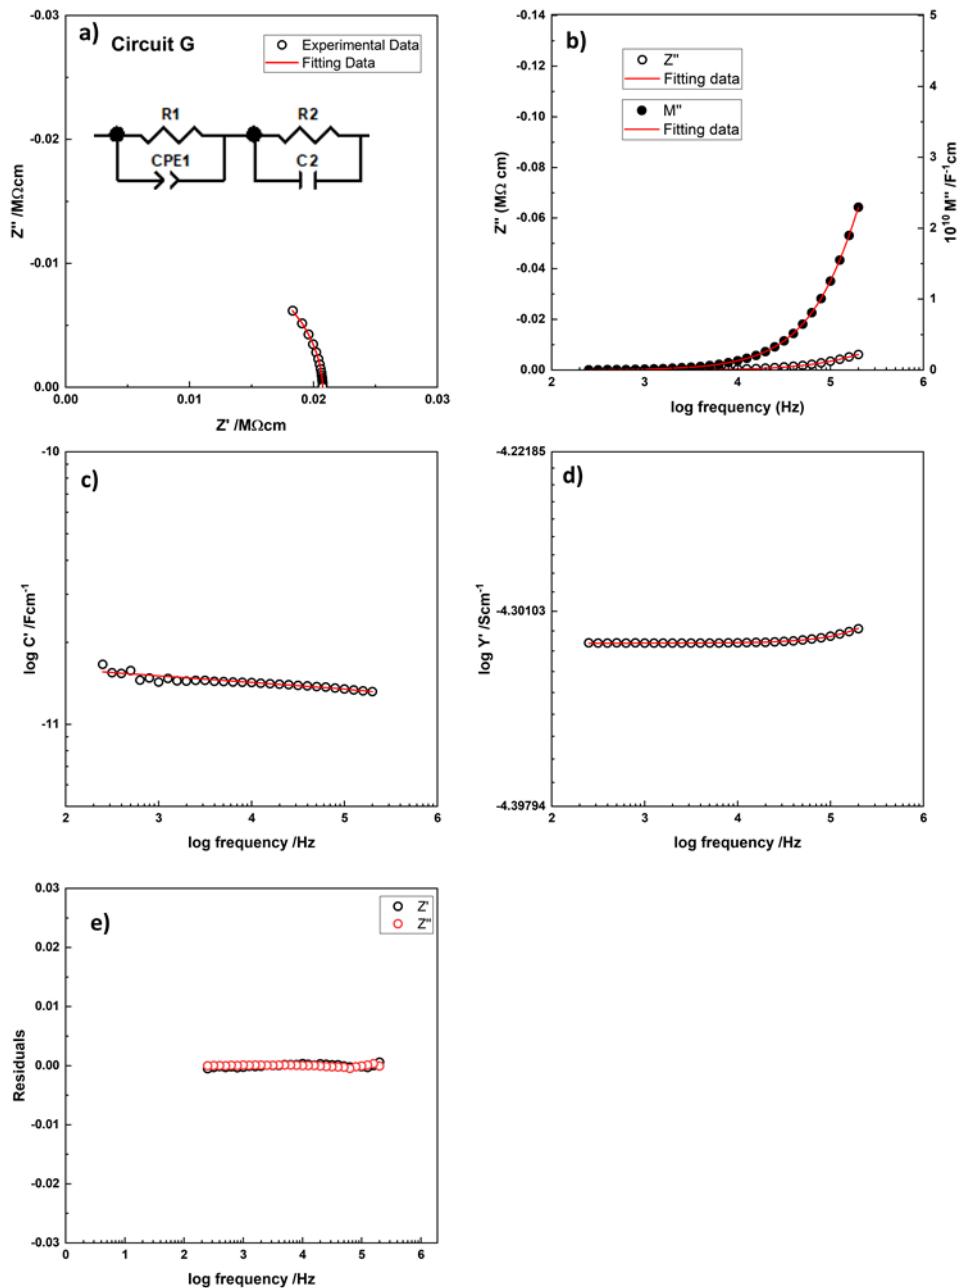 a)
Circuit G
Experimental Data
Fitting Data
R1
R2
CPE1
C2
-0.03
-0.02
-0.01
0.00
Z'' /MΩcm
0.00
0.01
0.02
0.03
Z' /MΩcm
b)
Z''
Fitting data
M''
Fitting data
-0.14
-0.12
-0.10
-0.08
-0.06
-0.04
-0.02
0.00
Z'' (MΩ cm)
5
4
3
2
1
0
10¹⁰ M'' /F⁻¹cm
2
3
4
5
6
log frequency (Hz)
c)
-10
-11
log C' /Fcm⁻¹
2
3
4
5
6
log frequency /Hz
d)
-4.22185
-4.30103
-4.39794
log Y' /Scm⁻¹
2
3
4
5
6
log frequency /Hz
e)
Z'
Z''
0.03
0.02
0.01
0.00
-0.01
-0.02
-0.03
Residuals
0
1
2
3
4
5
6
log frequency /Hz